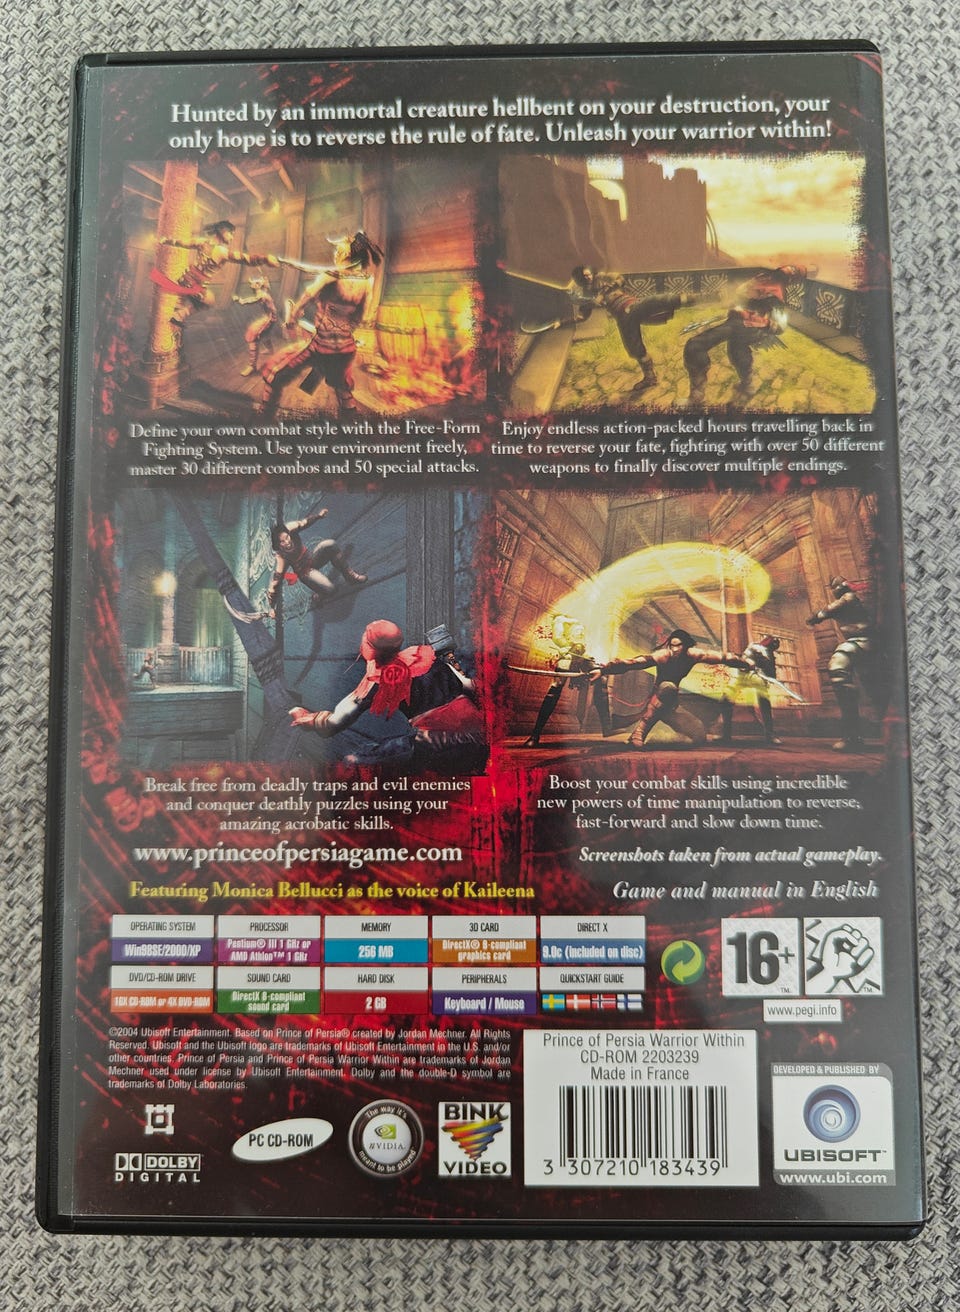 Hunted by an immortal creature hellbent on your destruction, your
only hope is to reverse the rule of fate. Unleash your warrior within!
Define your own combat style with the Free-Form
Fighting System. Use your environment freely,
master 30 different combos and 50 special attacks.
Enjoy endless action-packed hours travelling back in
time to reverse your fate, fighting with over 50 different
weapons to finally discover multiple endings.
Break free from deadly traps and evil enemies
and conquer deathly puzzles using your
amazing acrobatic skills.
Boost your combat skills using incredible
new powers of time manipulation to reverse,
fast-forward and slow down time.
www.princeofpersiagame.com
Screenshots taken from actual gameplay.
Featuring Monica Bellucci as the voice of Kaileena
Game and manual in English
OPERATING SYSTEM
Win98SE/2000/XP
PROCESSOR
Pentium® III 1 GHz or
AMD Athlon™ 1 GHz
MEMORY
256 MB
3D CARD
DirectX® 8-compliant
graphics card
DIRECT X
9.0c (included on disc)
DVD/CD-ROM DRIVE
16X CD-ROM or 4X DVD-ROM
SOUND CARD
DirectX 8-compliant
sound card
HARD DISK
2 GB
PERIPHERALS
Keyboard / Mouse
QUICKSTART GUIDE
16+
TM
TM
www.pegi.info
©2004 Ubisoft Entertainment. Based on Prince of Persia® created by Jordan Mechner. All Rights
Reserved. Ubisoft and the Ubisoft logo are trademarks of Ubisoft Entertainment in the U.S. and/or
other countries. Prince of Persia and Prince of Persia Warrior Within are trademarks of Jordan
Mechner used under license by Ubisoft Entertainment. Dolby and the double-D symbol are
trademarks of Dolby Laboratories.
DOLBY
DIGITAL
PC CD-ROM
The way it's
NVIDIA
meant to be played
BINK
VIDEO
Prince of Persia Warrior Within
CD-ROM 2203239
Made in France
3 307210 183439
DEVELOPED & PUBLISHED BY
UBISOFT™
www.ubi.com